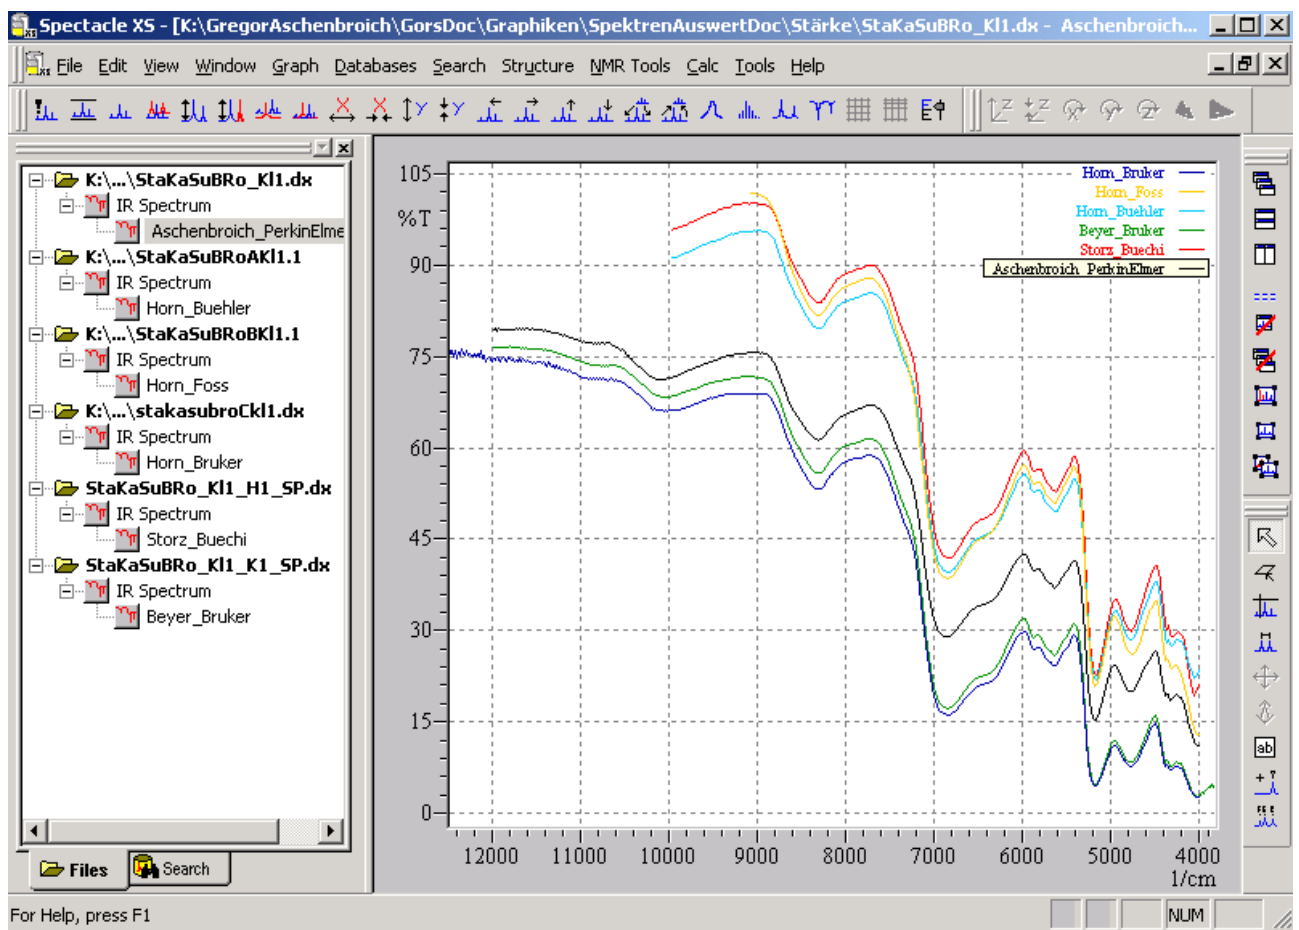 Spectacle XS - [K:\GregorAschenbroich\GorsDoc\Graphiken\SpektrenAuswertDoc\Stärke\StaKaSuBRo_Kl1.dx - Aschenbroich...
File Edit View Window Graph Databases Search Structure NMR Tools Calc Tools Help
K:\...\StaKaSuBRo_Kl1.dx
IR Spectrum
Aschenbroich_PerkinElme
K:\...\StaKaSuBRoAKl1.1
IR Spectrum
Horn_Buehler
K:\...\StaKaSuBRoBKl1.1
IR Spectrum
Horn_Foss
K:\...\stakasubroCkl1.dx
IR Spectrum
Horn_Bruker
StaKaSuBRo_Kl1_H1_SP.dx
IR Spectrum
Storz_Buechi
StaKaSuBRo_Kl1_K1_SP.dx
IR Spectrum
Beyer_Bruker
Files Search
105
%T
90
75
60
45
30
15
0
Horn_Bruker
Horn_Foss
Horn_Buehler
Beyer_Bruker
Storz_Buechi
Aschenbroich_PerkinElmer
12000 11000 10000 9000 8000 7000 6000 5000 4000
1/cm
ab
For Help, press F1
NUM